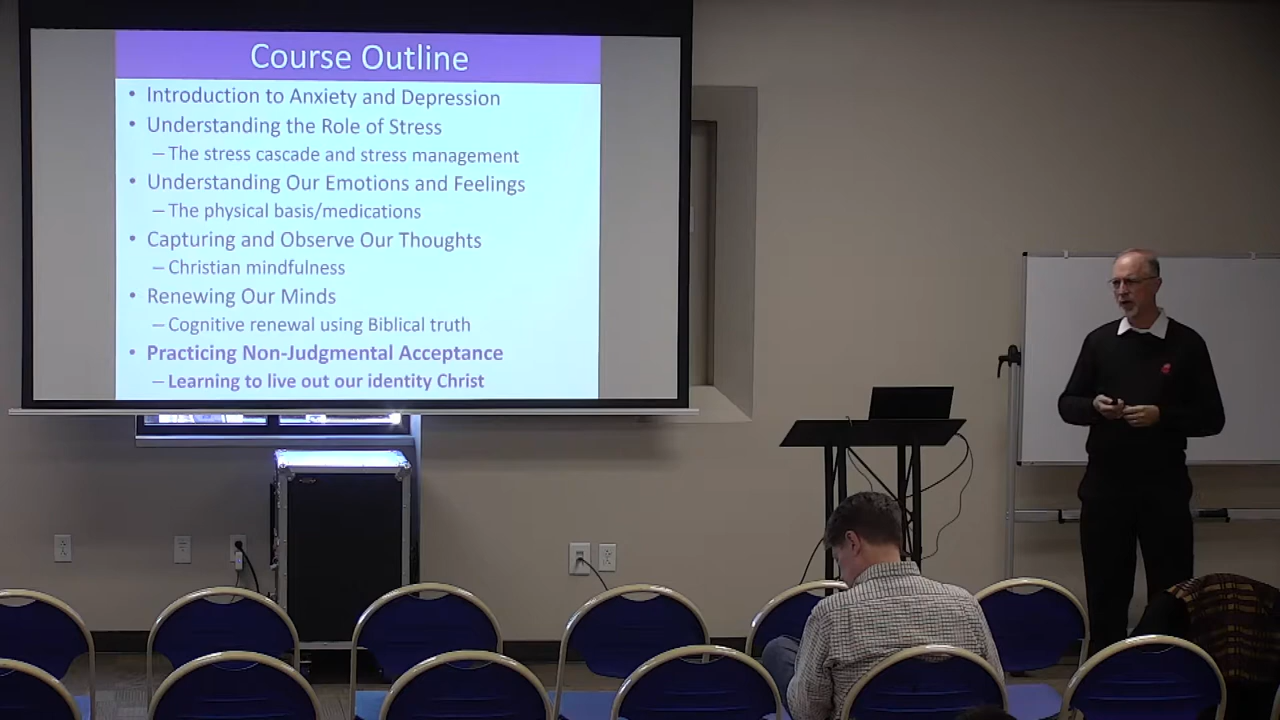 Course Outline
• Introduction to Anxiety and Depression
• Understanding the Role of Stress
– The stress cascade and stress management
• Understanding Our Emotions and Feelings
– The physical basis/medications
• Capturing and Observe Our Thoughts
– Christian mindfulness
• Renewing Our Minds
– Cognitive renewal using Biblical truth
• Practicing Non-Judgmental Acceptance
– Learning to live out our identity Christ